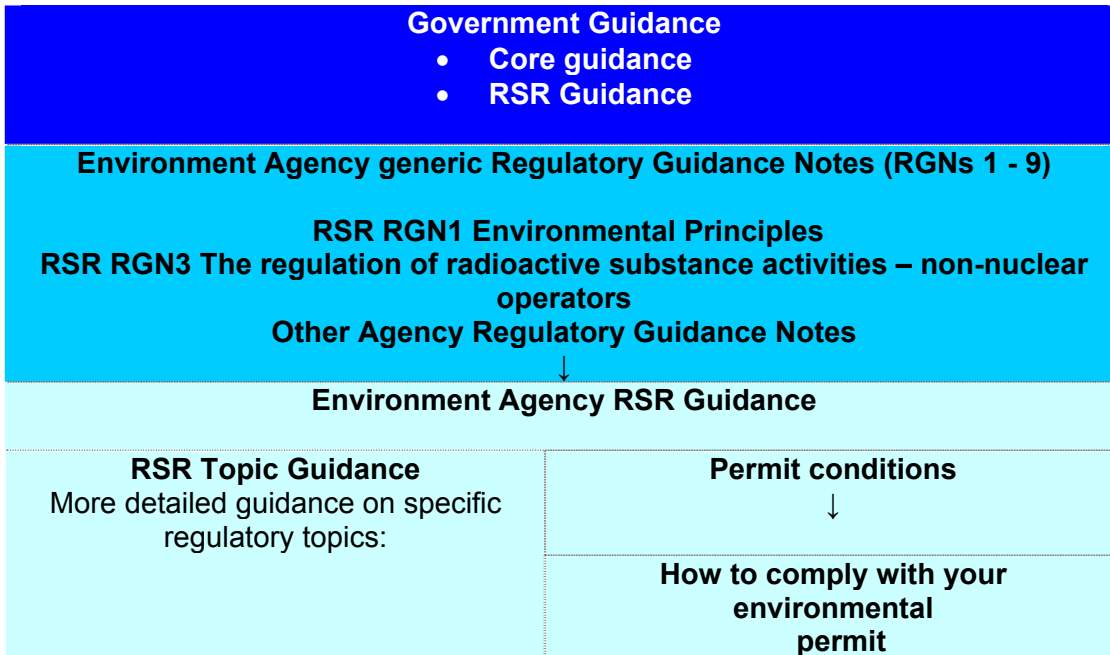 Government Guidance
• Core guidance
• RSR Guidance
Environment Agency generic Regulatory Guidance Notes (RGNs 1 - 9)
RSR RGN1 Environmental Principles
RSR RGN3 The regulation of radioactive substance activities – non-nuclear
operators
Other Agency Regulatory Guidance Notes
↓
Environment Agency RSR Guidance
RSR Topic Guidance
More detailed guidance on specific
regulatory topics:
Permit conditions
↓
How to comply with your
environmental
permit